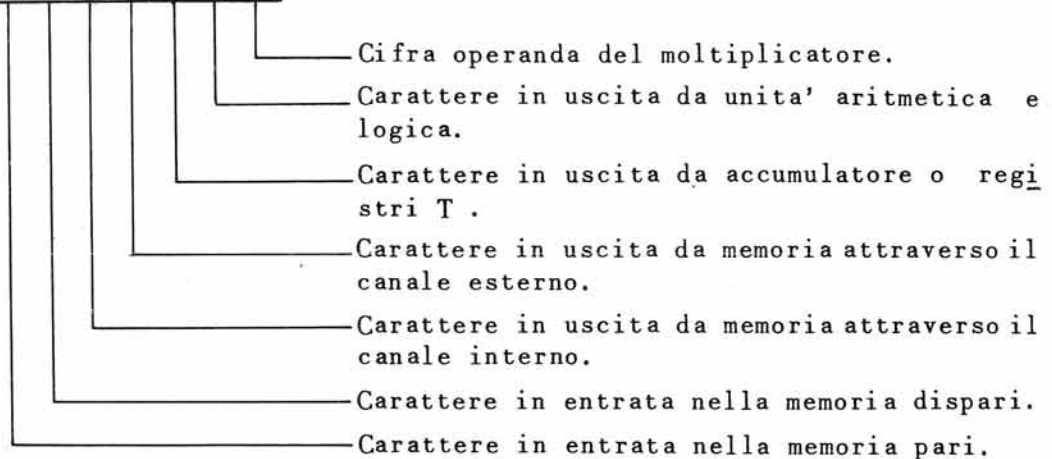 Cifra operanda del moltiplicatore.
Carattere in uscita da unita' aritmetica e
logica.
Carattere in uscita da accumulatore o regi
stri T .
Carattere in uscita da memoria attraverso il
canale esterno.
Carattere in uscita da memoria attraverso il
canale interno.
Carattere in entrata nella memoria dispari.
Carattere in entrata nella memoria pari.